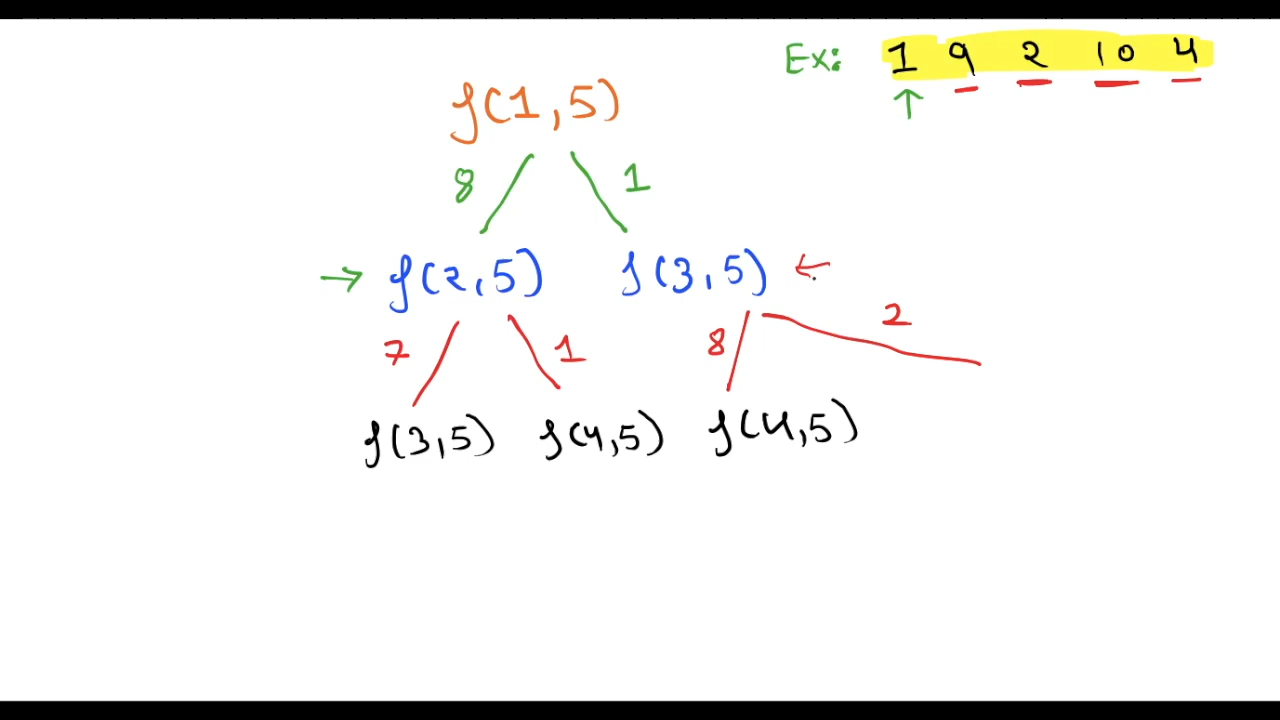 Ex: 1 9 2 10 4
f(1,5)
8 1
f(2,5) f(3,5)
7 1 8 2
f(3,5) f(4,5) f(4,5)